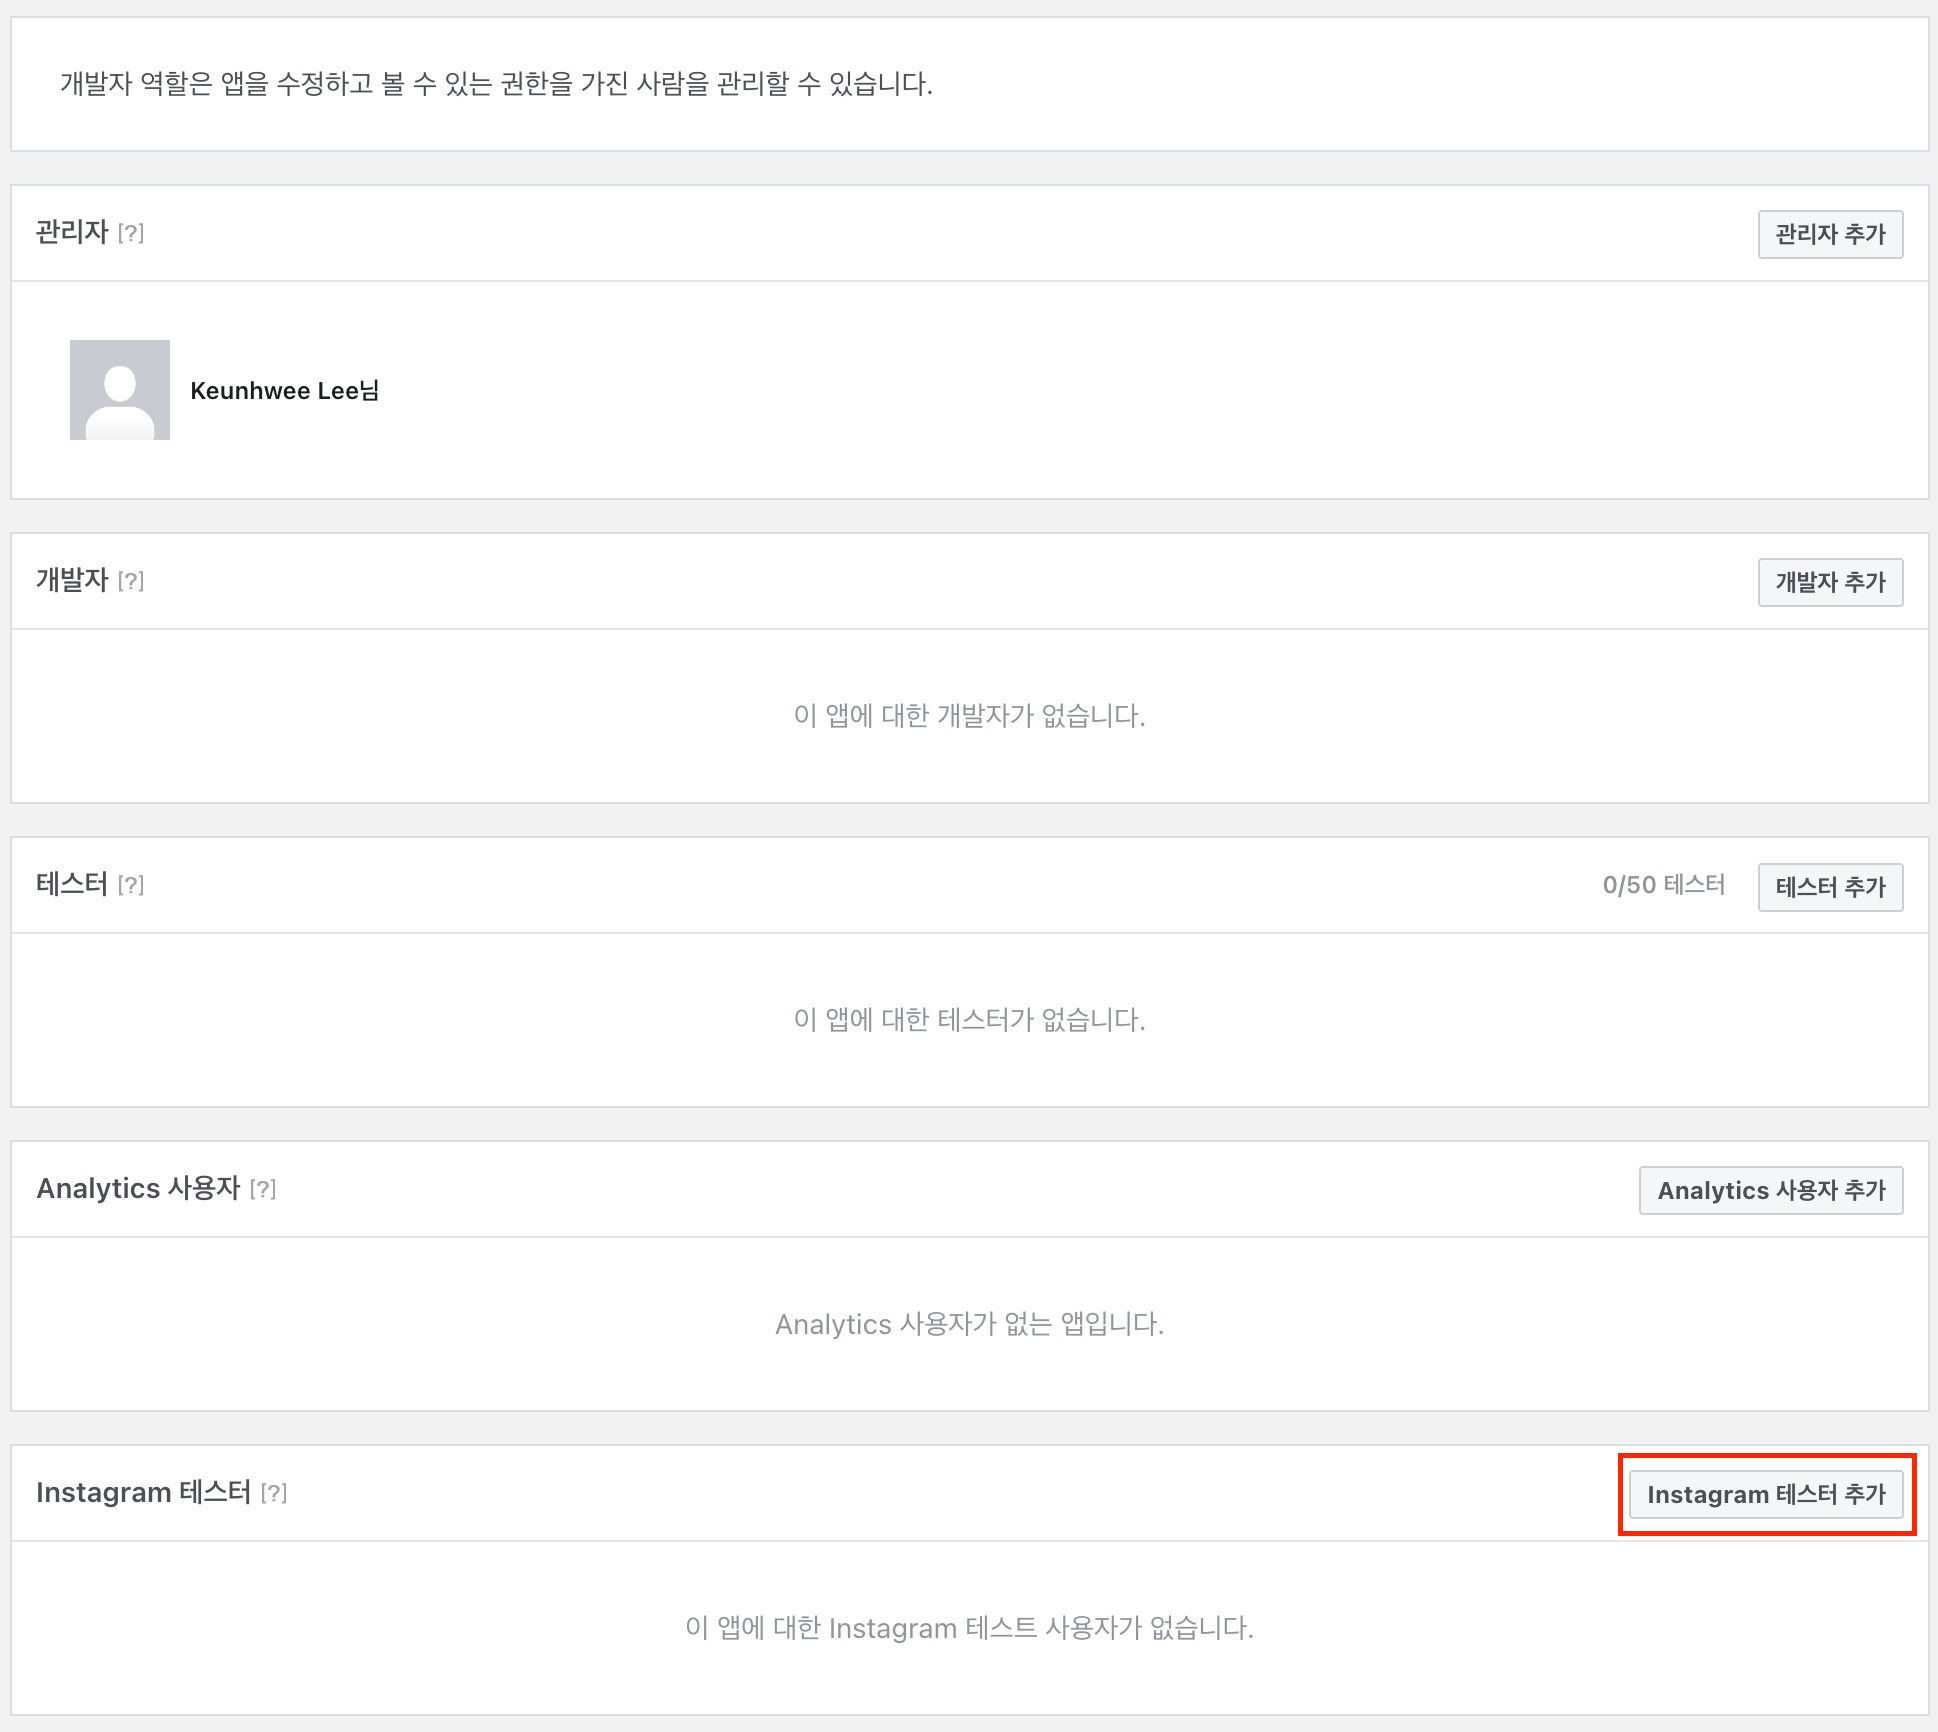 개발자 역할은 앱을 수정하고 볼 수 있는 권한을 가진 사람을 관리할 수 있습니다.
관리자 [?]
관리자 추가
Keunhwee Lee님
개발자 [?]
개발자 추가
이 앱에 대한 개발자가 없습니다.
테스터 [?]
0/50 테스터
테스터 추가
이 앱에 대한 테스터가 없습니다.
Analytics 사용자 [?]
Analytics 사용자 추가
Analytics 사용자가 없는 앱입니다.
Instagram 테스터 [?]
Instagram 테스터 추가
이 앱에 대한 Instagram 테스트 사용자가 없습니다.